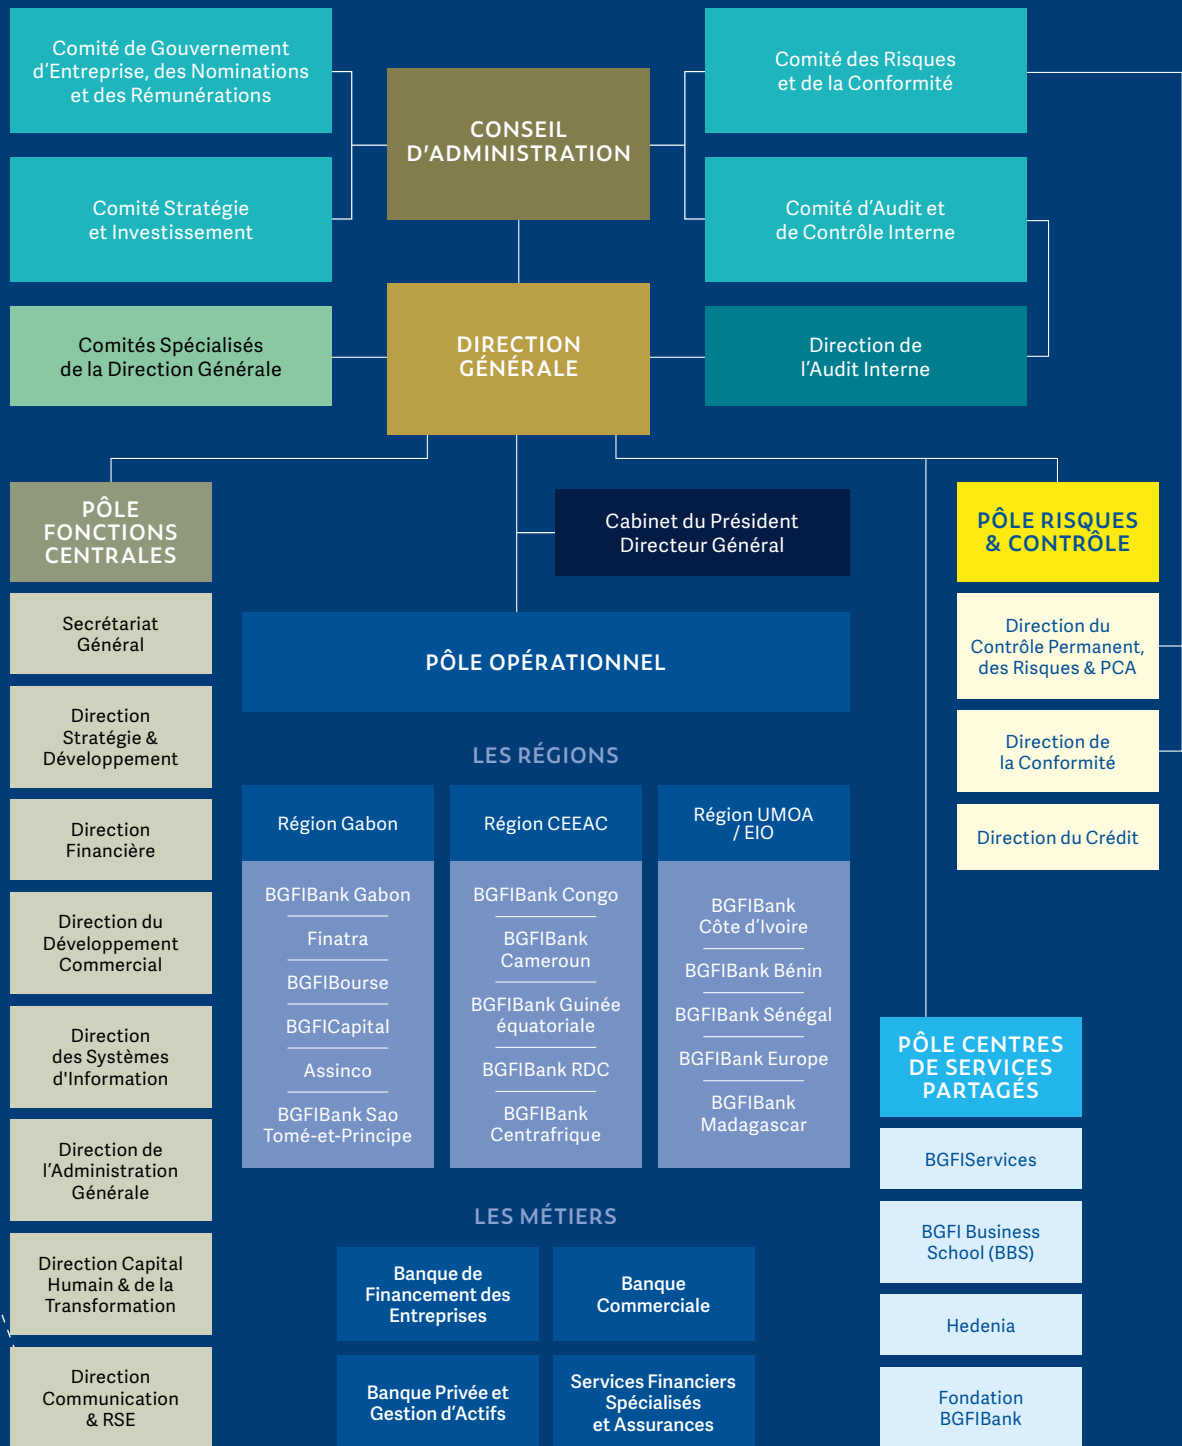 Comité de Gouvernement
d'Entreprise, des Nominations
et des Rémunérations
CONSEIL
D'ADMINISTRATION
Comité des Risques
et de la Conformité
Comité Stratégie
et Investissement
Comité d'Audit et
de Contrôle Interne
Comités Spécialisés
de la Direction Générale
DIRECTION
GÉNÉRALE
Direction de
l'Audit Interne
PÔLE
FONCTIONS
CENTRALES
Secrétariat
Général
Direction
Stratégie &
Développement
Direction
Financière
Direction du
Développement
Commercial
Direction
des Systèmes
d'Information
Direction de
l'Administration
Générale
Direction Capital
Humain & de la
Transformation
Direction
Communication
& RSE
Cabinet du Président
Directeur Général
PÔLE OPÉRATIONNEL
LES RÉGIONS
Région Gabon
BGFIBank Gabon
Finatra
BGFIBourse
BGFICapital
Assinco
BGFIBank Sao
Tomé-et-Principe
Région CEEAC
BGFIBank Congo
BGFIBank
Cameroun
BGFIBank Guinée
équatoriale
BGFIBank RDC
BGFIBank
Centrafrique
Région UMOA
/ EIO
BGFIBank
Côte d'Ivoire
BGFIBank Bénin
BGFIBank Sénégal
BGFIBank Europe
BGFIBank
Madagascar
LES MÉTIERS
Banque de
Financement des
Entreprises
Banque
Commerciale
Banque Privée et
Gestion d'Actifs
Services Financiers
Spécialisés
et Assurances
PÔLE RISQUES
& CONTRÔLE
Direction du
Contrôle Permanent,
des Risques & PCA
Direction de
la Conformité
Direction du Crédit
PÔLE CENTRES
DE SERVICES
PARTAGÉS
BGFIServices
BGFI Business
School (BBS)
Hedenia
Fondation
BGFIBank